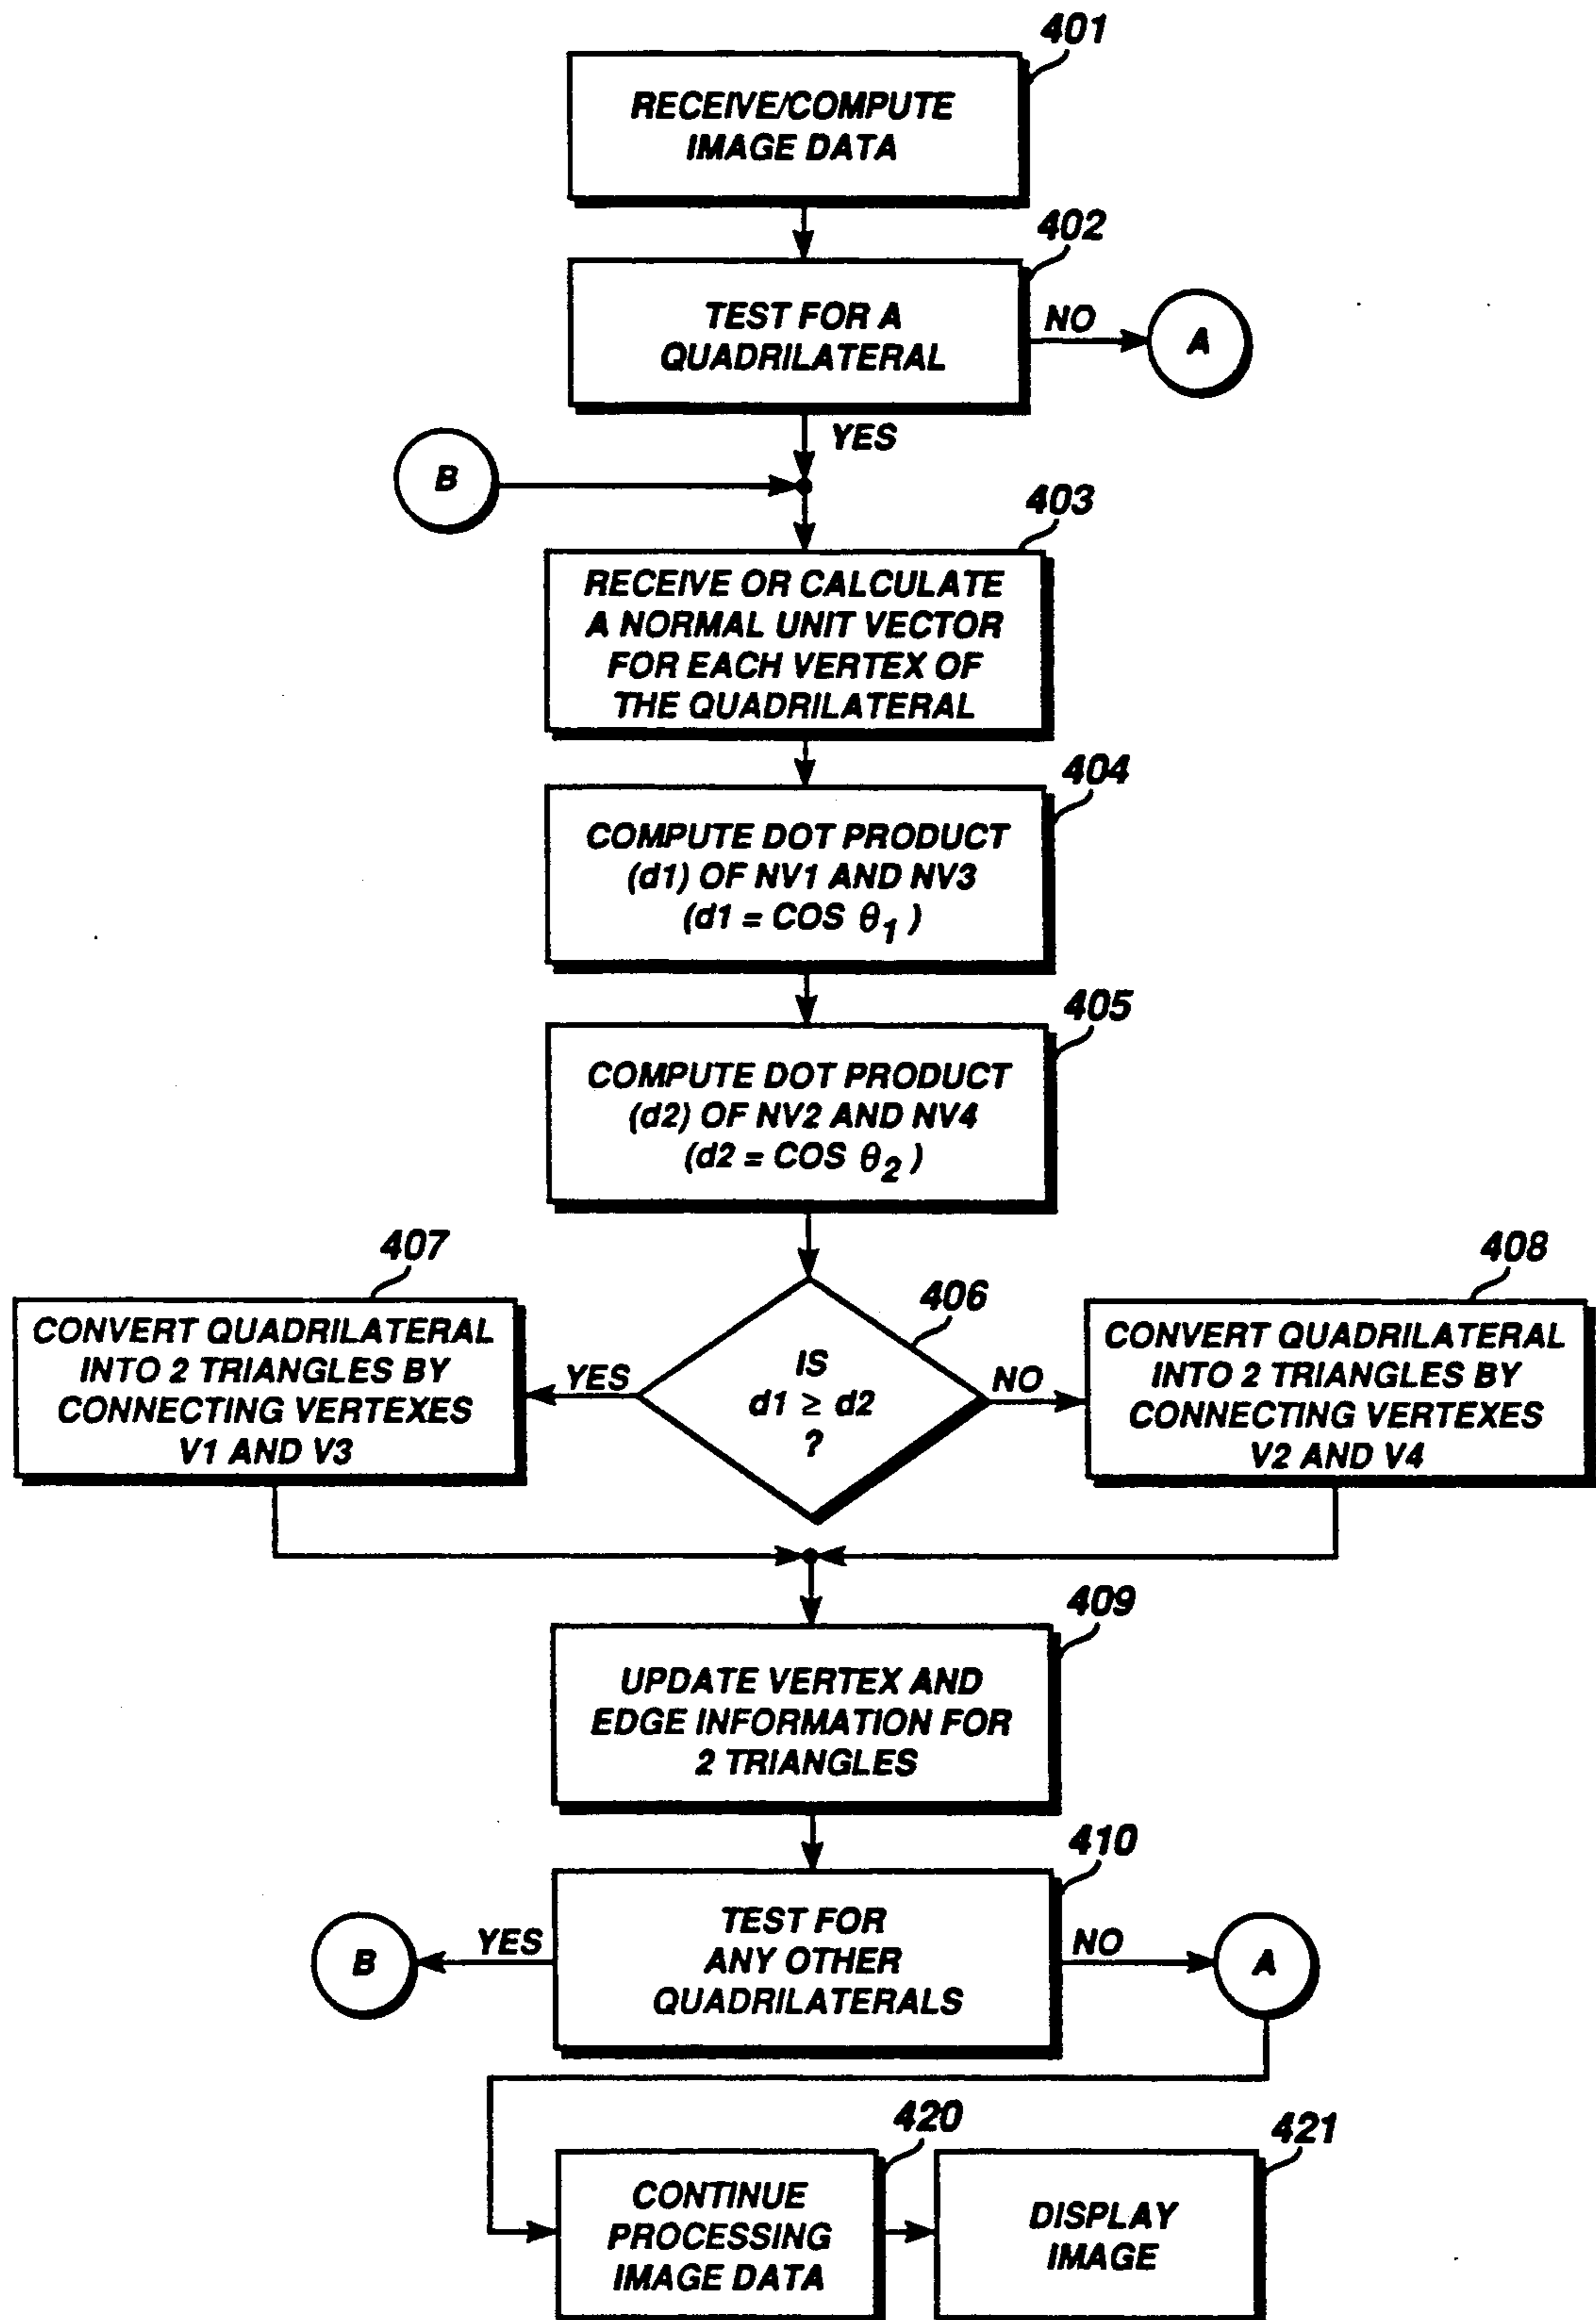 401
RECEIVE/COMPUTE
IMAGE DATA
402
TEST FOR A
QUADRILATERAL
NO
A
YES
B
403
RECEIVE OR CALCULATE
A NORMAL UNIT VECTOR
FOR EACH VERTEX OF
THE QUADRILATERAL
404
COMPUTE DOT PRODUCT
(d1) OF NV1 AND NV3
(d1 = COS θ1)
405
COMPUTE DOT PRODUCT
(d2) OF NV2 AND NV4
(d2 = COS θ2)
407
CONVERT QUADRILATERAL
INTO 2 TRIANGLES BY
CONNECTING VERTEXES
V1 AND V3
YES
406
IS
d1 ≥ d2
?
NO
408
CONVERT QUADRILATERAL
INTO 2 TRIANGLES BY
CONNECTING VERTEXES
V2 AND V4
409
UPDATE VERTEX AND
EDGE INFORMATION FOR
2 TRIANGLES
410
TEST FOR
ANY OTHER
QUADRILATERALS
YES
B
NO
A
420
CONTINUE
PROCESSING
IMAGE DATA
421
DISPLAY
IMAGE